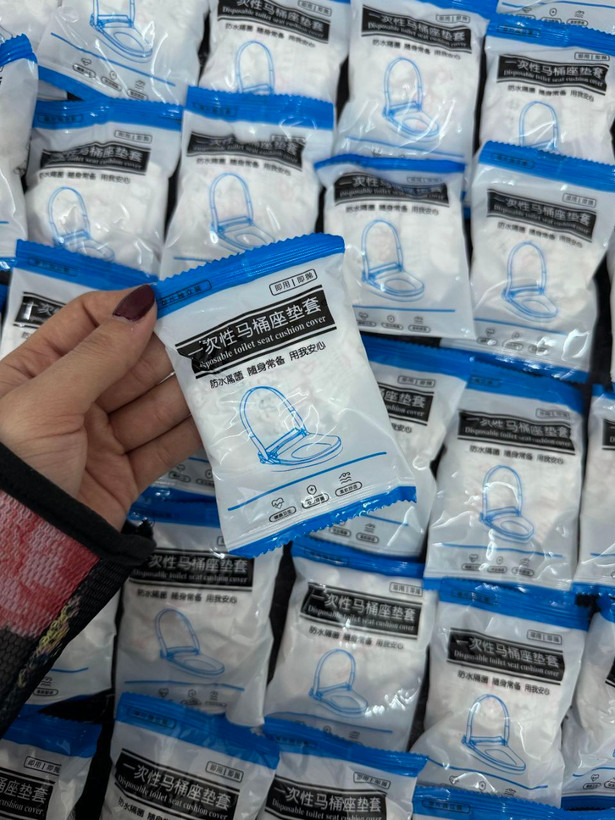 即用 | 即换
一次性马桶座垫套
Disposable toilet seat cushion cover
防水隔菌 随身常备 用我安心